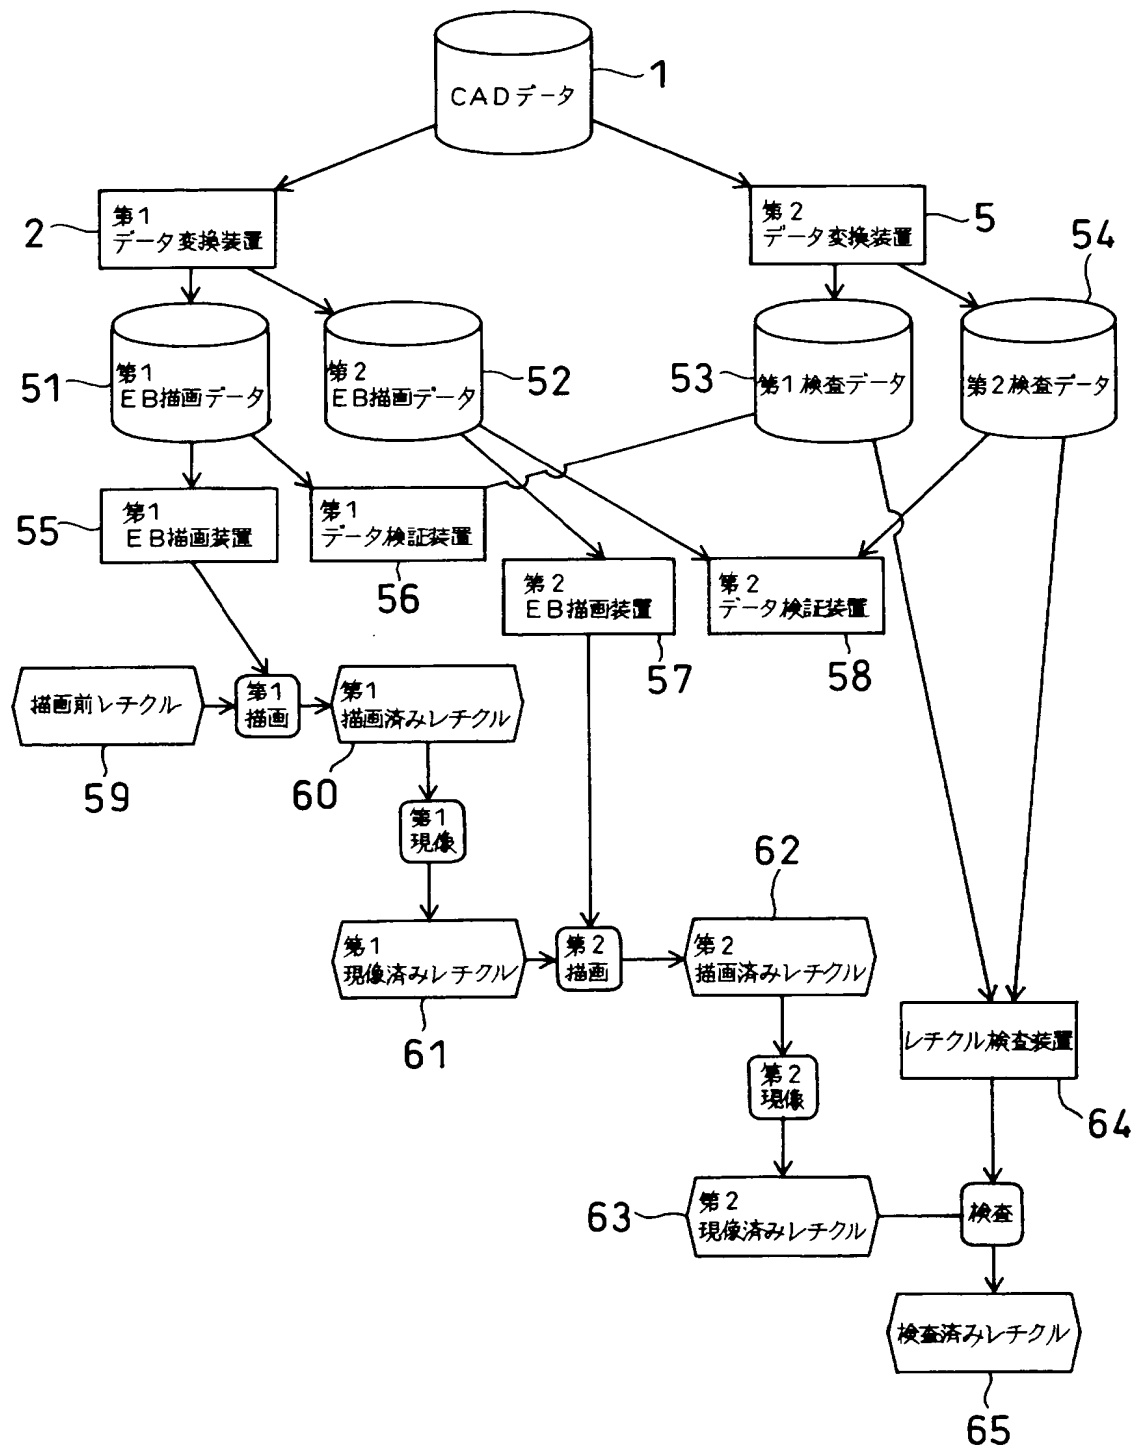 1
CADデータ
2
第1
データ変換装置
第2
データ変換装置
5
54
51
第1
EB描画データ
第2
EB描画データ
52
53
第1検査データ
第2検査データ
55
第1
EB描画装置
第1
データ検証装置
56
第2
EB描画装置
57
第2
データ検証装置
58
描画前レチクル
59
第1
描画
第1
描画済みレチクル
60
第1
現像
第1
現像済みレチクル
61
第2
描画
62
第2
描画済みレチクル
レチクル検査装置
64
第2
現像
63
第2
現像済みレチクル
検査
検査済みレチクル
65